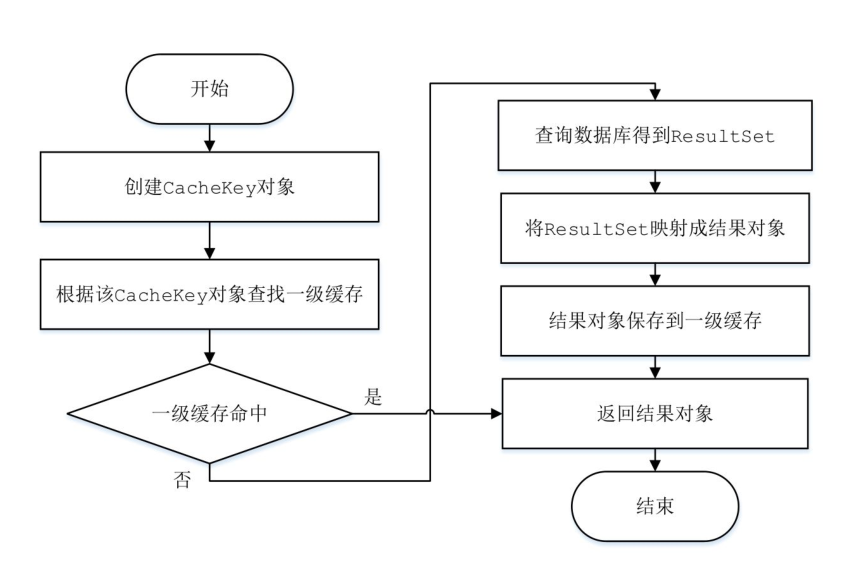 开始
创建CacheKey对象
根据该CacheKey对象查找一级缓存
一级缓存命中
是
否
查询数据库得到ResultSet
将ResultSet映射成结果对象
结果对象保存到一级缓存
返回结果对象
结束